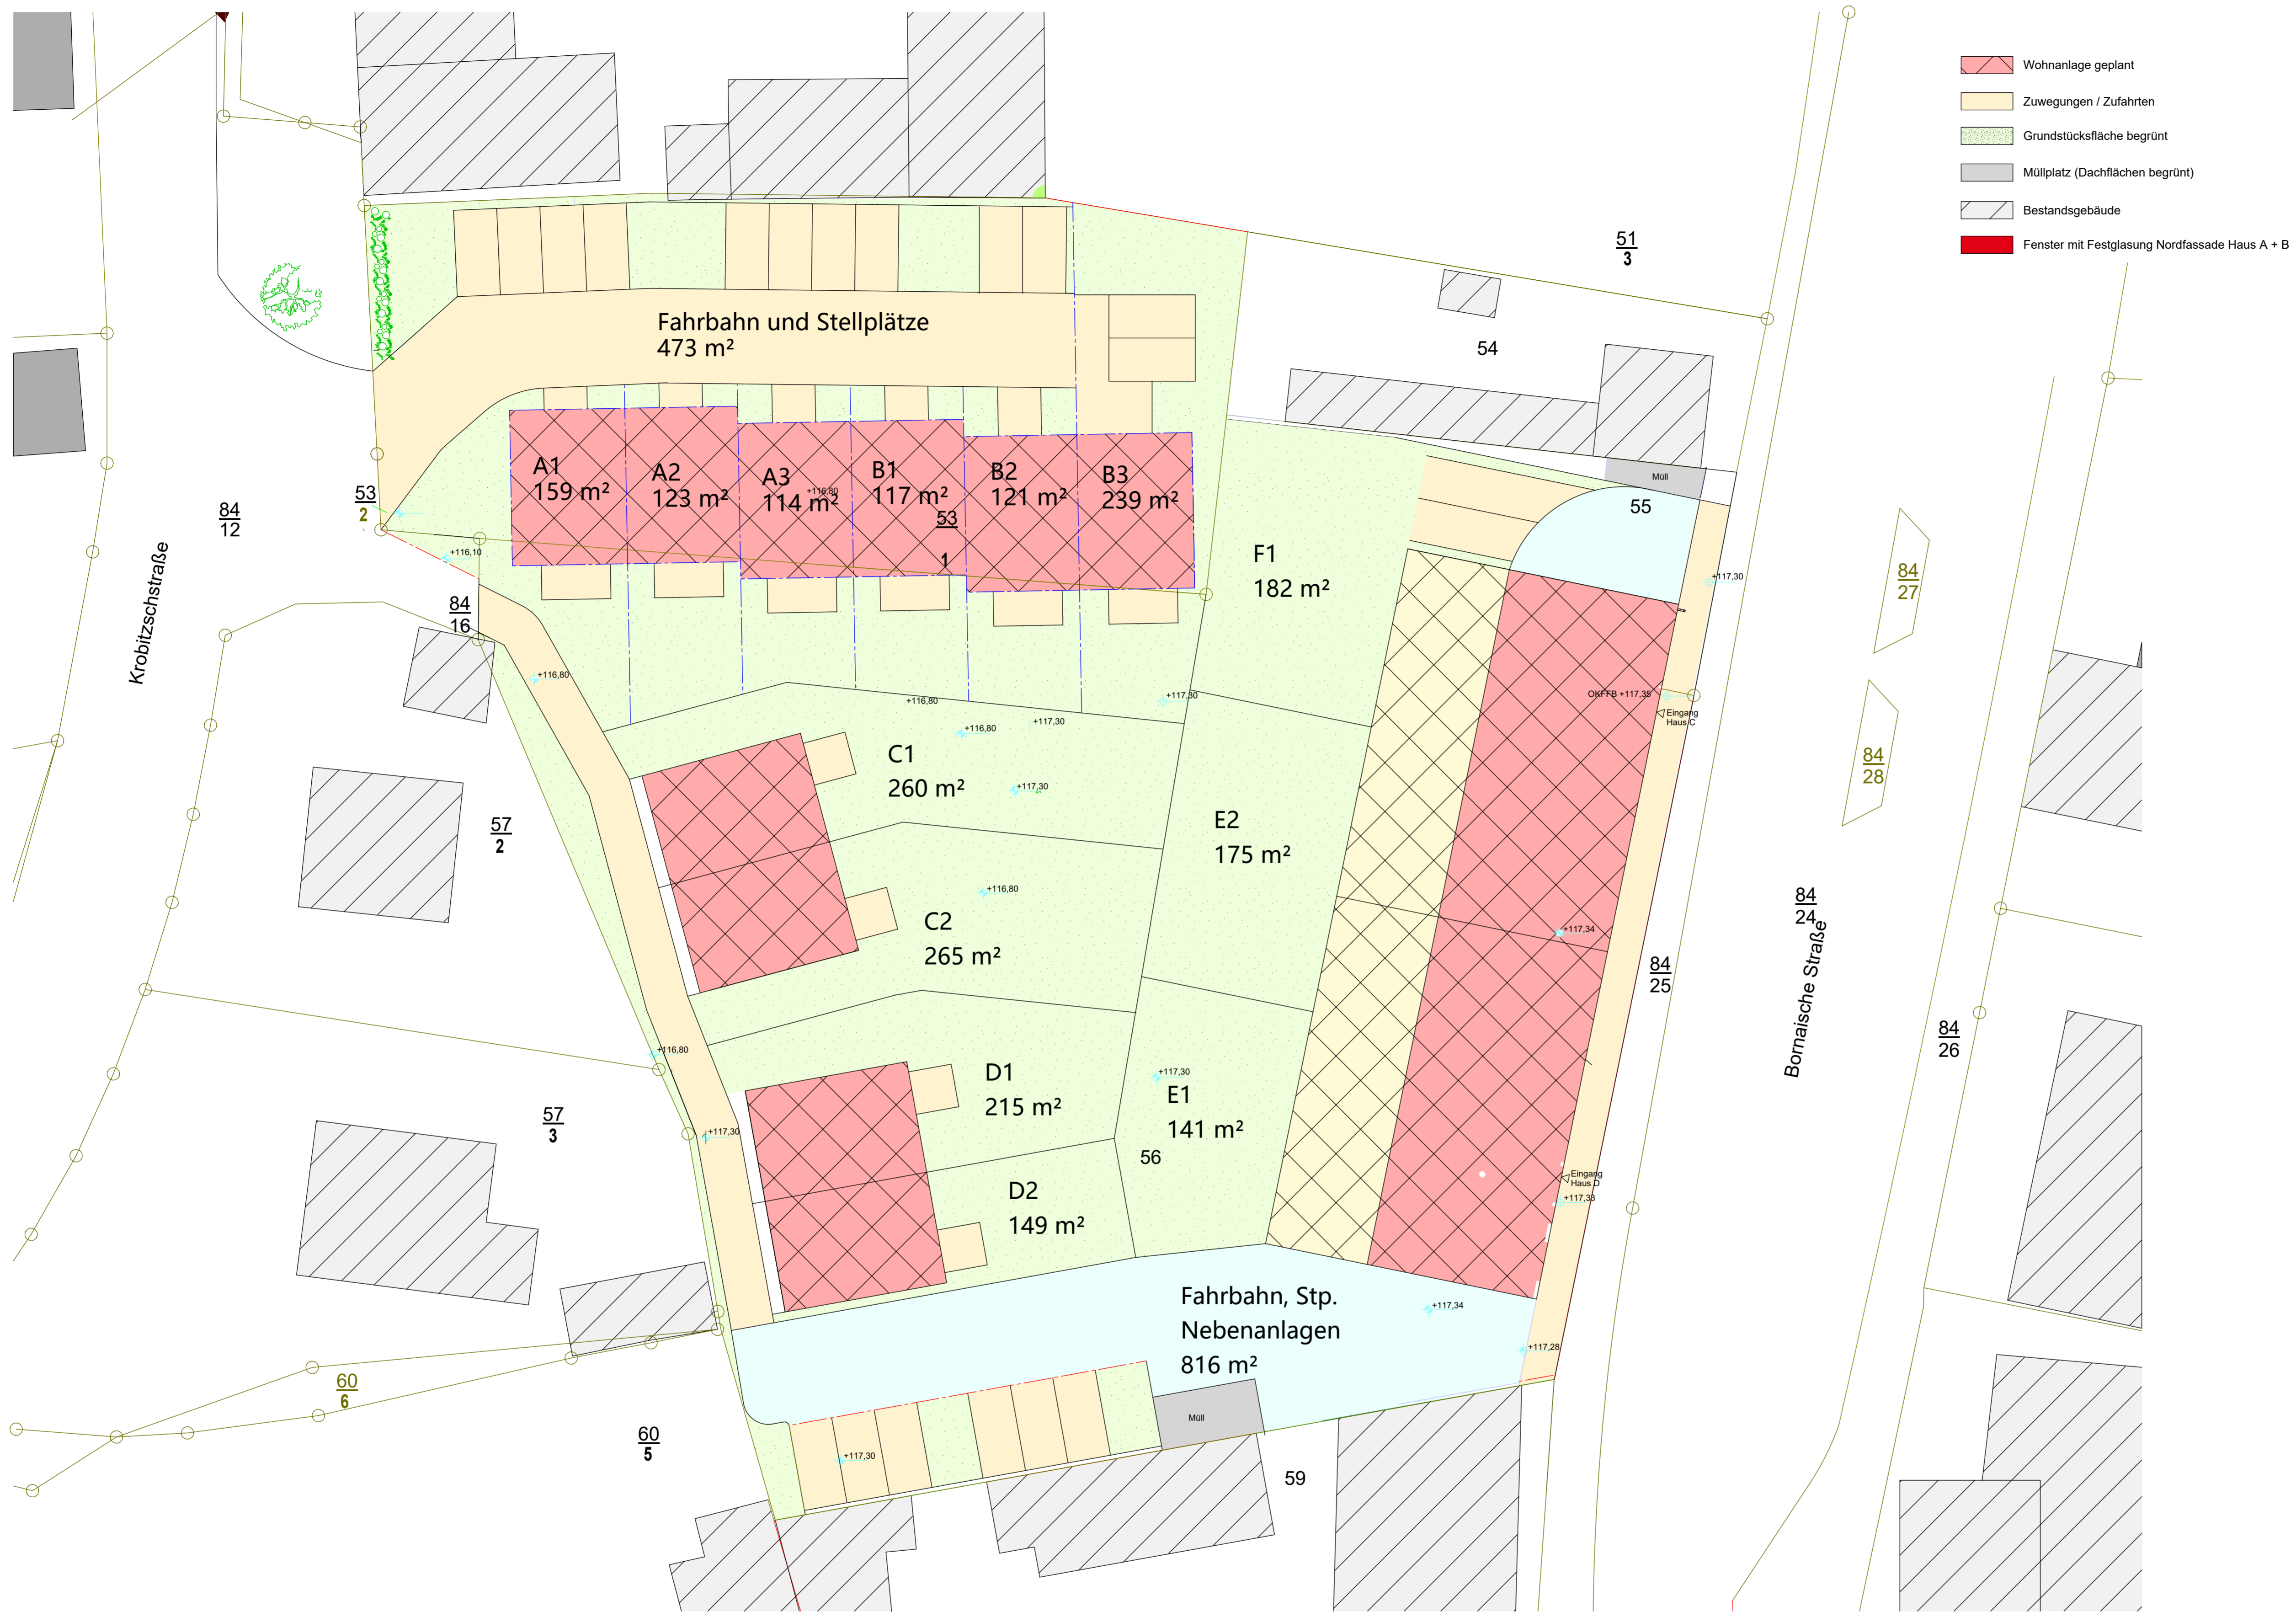 Wohnanlage geplant
Zuwegungen / Zufahrten
Grundstücksfläche begrünt
Müllplatz (Dachflächen begrünt)
Bestandsgebäude
Fenster mit Festglasung Nordfassade Haus A + B
51
3
54
Fahrbahn und Stellplätze
473 m²
A1
159 m²
A2
123 m²
A3
114 m²
+116,80
B1
117 m²
B2
121 m²
B3
239 m²
53
1
53
2
84
12
Krobitzschstraße
+116,10
84
16
+116,80
Müll
55
F1
182 m²
+117,30
84
27
84
28
OKFFB +117,35
Eingang
Haus C
+116,80
+117,30
+116,80
+117,30
C1
260 m²
+117,30
57
2
E2
175 m²
+116,80
C2
265 m²
+117,34
84
24
Bornaische Straße
84
25
84
26
+116,80
57
3
+117,30
D1
215 m²
+117,30
E1
141 m²
56
D2
149 m²
Eingang
Haus D
+117,33
Fahrbahn, Stp.
Nebenanlagen
816 m²
+117,34
+117,28
60
6
60
5
Müll
+117,30
59